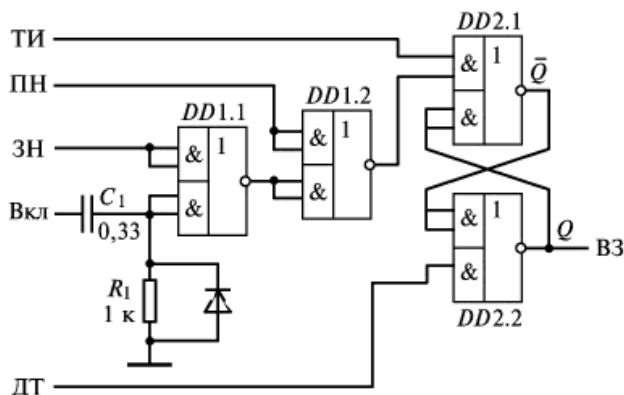 ТИ
ПН
ЗН
Вкл
C1
0,33
R1
1 к
ДТ
DD1.1
&
1
&
DD1.2
&
1
&
DD2.1
&
1
&
Q̄
&
1
&
DD2.2
Q
ВЗ